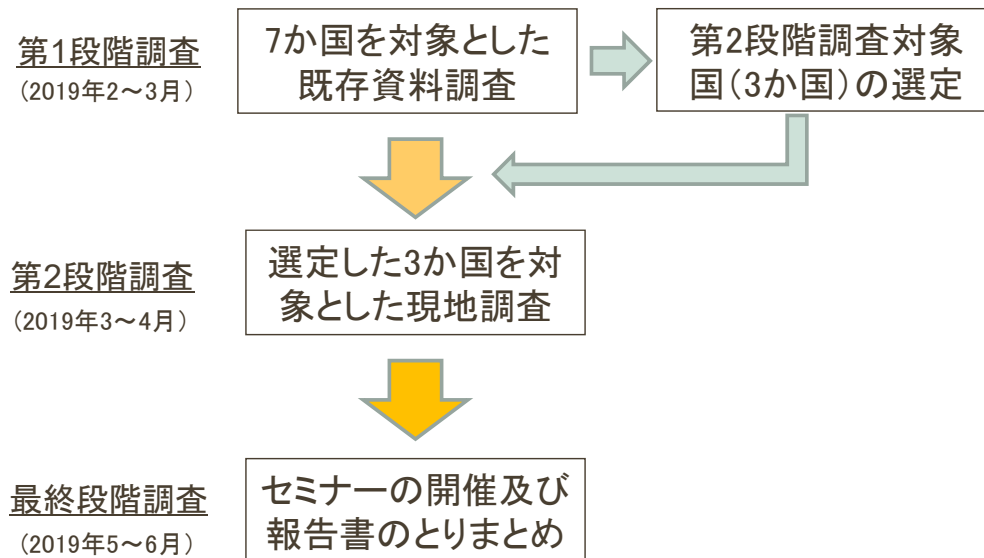 第1段階調査
(2019年2～3月)
7か国を対象とした
既存資料調査
第2段階調査対象
国(3か国)の選定
第2段階調査
(2019年3～4月)
選定した3か国を対
象とした現地調査
最終段階調査
(2019年5～6月)
セミナーの開催及び
報告書のとりまとめ